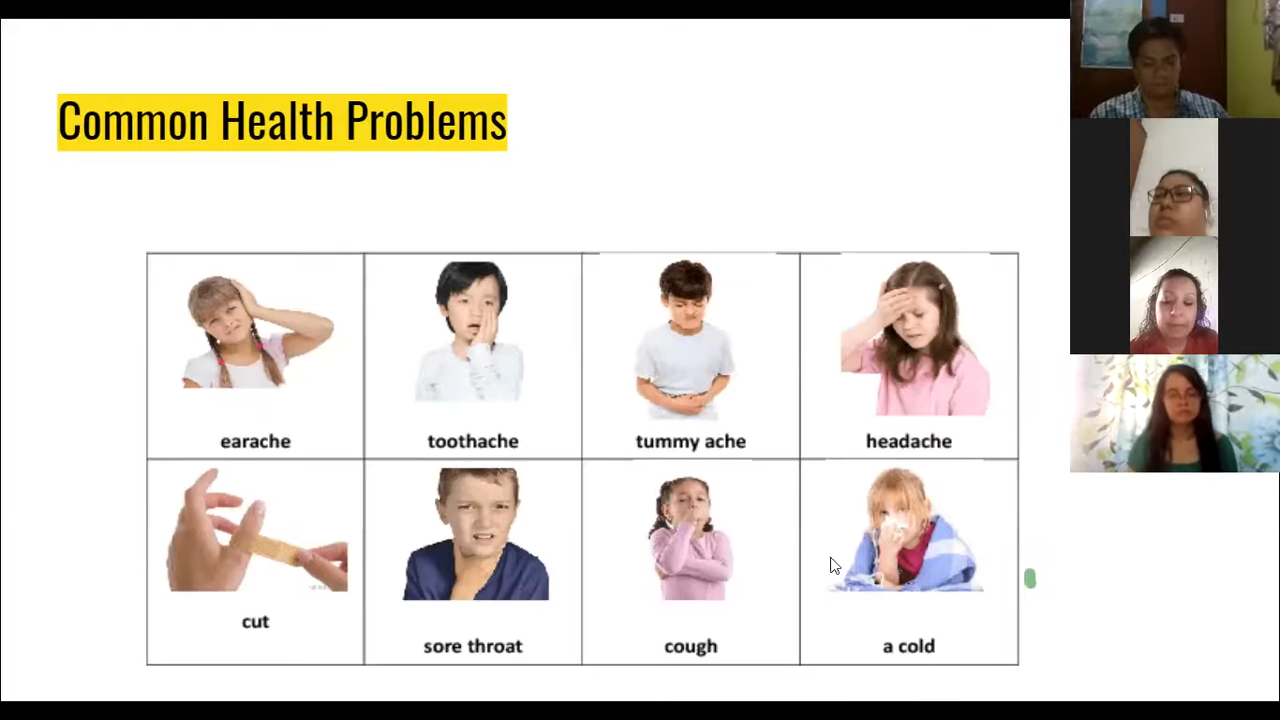 Common Health Problems
earache
toothache
tummy ache
headache
cut
sore throat
cough
a cold